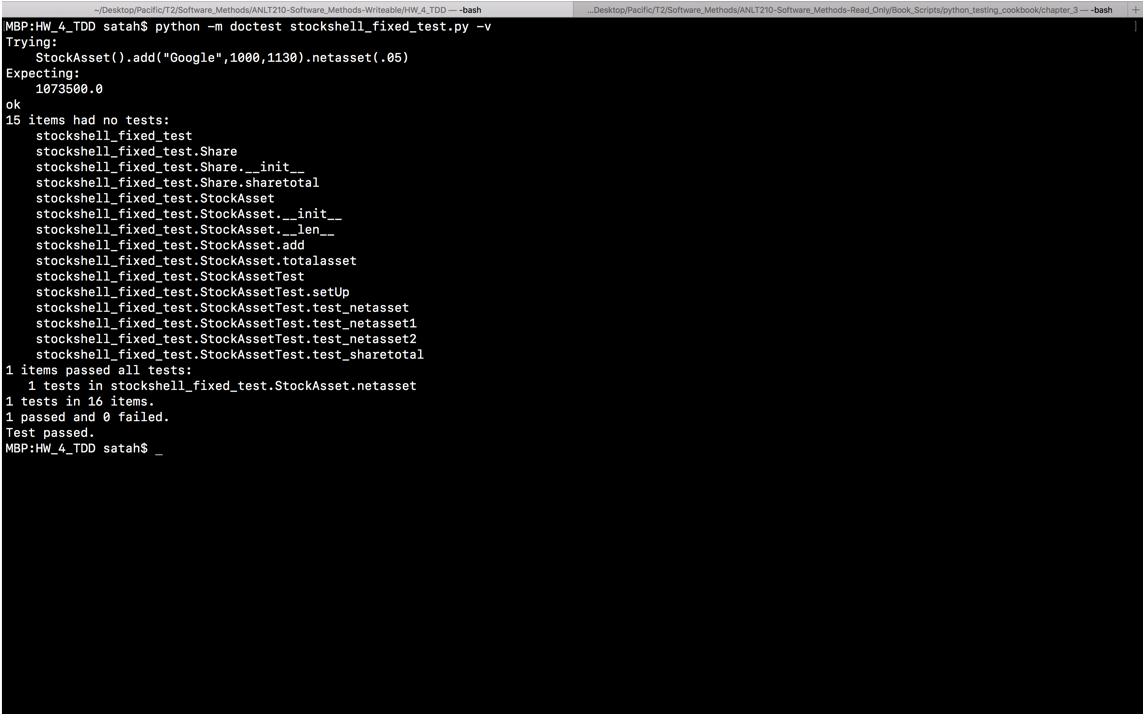 ~/Desktop/Pacific/T2/Software_Methods/ANLT210-Software_Methods-Writeable/HW_4_TDD — -bash
...Desktop/Pacific/T2/Software_Methods/ANLT210-Software_Methods-Read_Only/Book_Scripts/python_testing_cookbook/chapter_3 — -bash
+
[MBP:HW_4_TDD satah$ python -m doctest stockshell_fixed_test.py -v ]
Trying:
    StockAsset().add("Google",1000,1130).netasset(.05)
Expecting:
    1073500.0
ok
15 items had no tests:
    stockshell_fixed_test
    stockshell_fixed_test.Share
    stockshell_fixed_test.Share.__init__
    stockshell_fixed_test.Share.sharetotal
    stockshell_fixed_test.StockAsset
    stockshell_fixed_test.StockAsset.__init__
    stockshell_fixed_test.StockAsset.__len__
    stockshell_fixed_test.StockAsset.add
    stockshell_fixed_test.StockAsset.totalasset
    stockshell_fixed_test.StockAssetTest
    stockshell_fixed_test.StockAssetTest.setUp
    stockshell_fixed_test.StockAssetTest.test_netasset
    stockshell_fixed_test.StockAssetTest.test_netasset1
    stockshell_fixed_test.StockAssetTest.test_netasset2
    stockshell_fixed_test.StockAssetTest.test_sharetotal
1 items passed all tests:
   1 tests in stockshell_fixed_test.StockAsset.netasset
1 tests in 16 items.
1 passed and 0 failed.
Test passed.
MBP:HW_4_TDD satah$ _